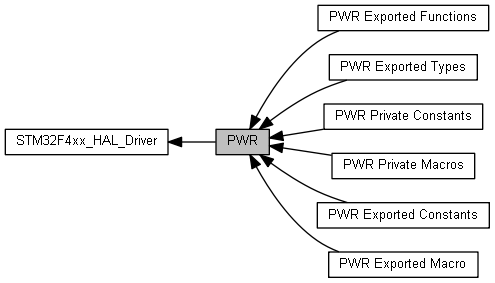 PWR Exported Functions
PWR Exported Types
PWR Private Constants
STM32F4xx_HAL_Driver
PWR
PWR Private Macros
PWR Exported Constants
PWR Exported Macro